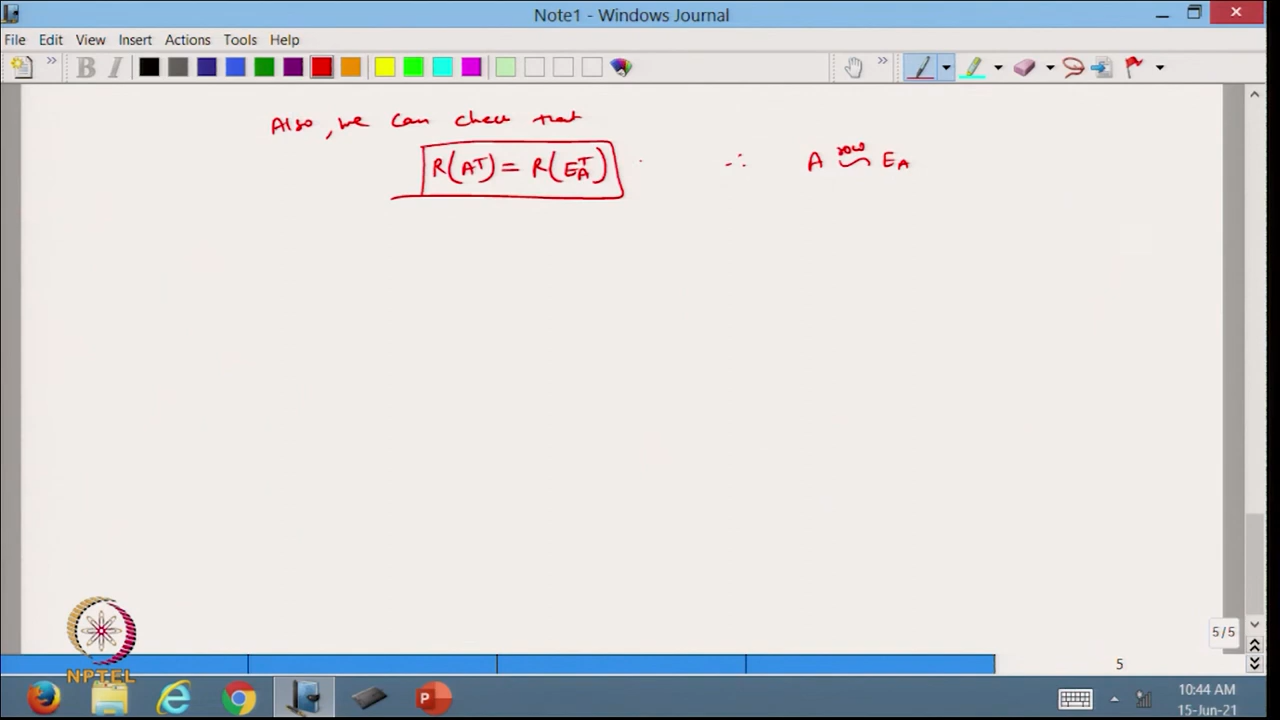 Note1 - Windows Journal
File Edit View Insert Actions Tools Help
B I
Also, we can check that
R(Aᵀ) = R(E_Aᵀ) ∴ A row ~ E_A
5/5
NPTEL
5
10:44 AM
15-Jun-21